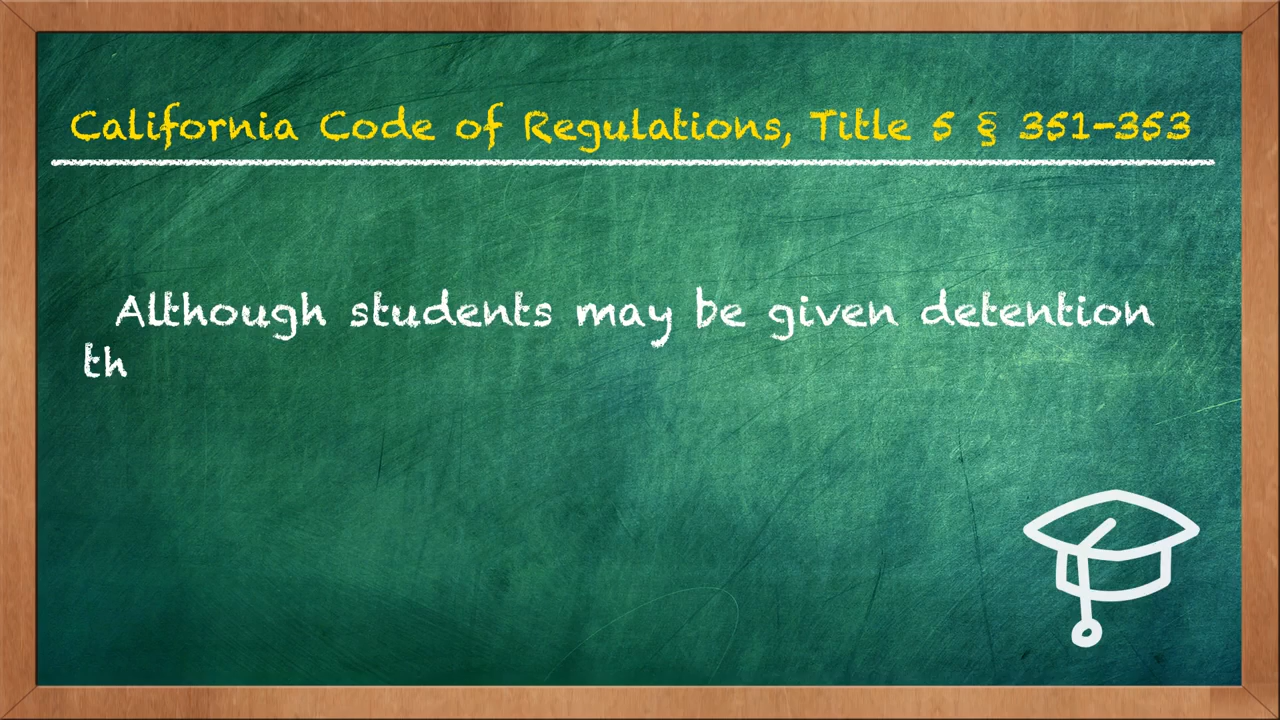 California Code of Regulations, Title 5 § 351-353
Although students may be given detention
th